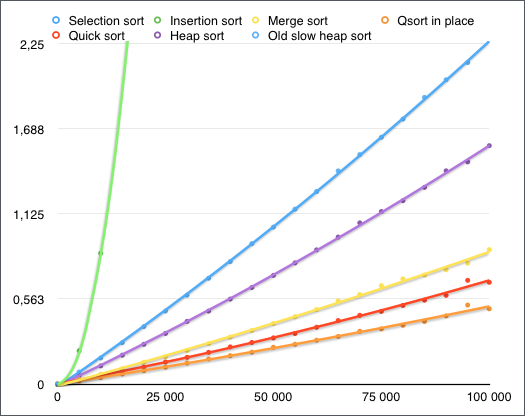 Selection sort Insertion sort Merge sort Qsort in place
Quick sort Heap sort Old slow heap sort
2,25
1,688
1,125
0,563
0
0 25 000 50 000 75 000 100 000